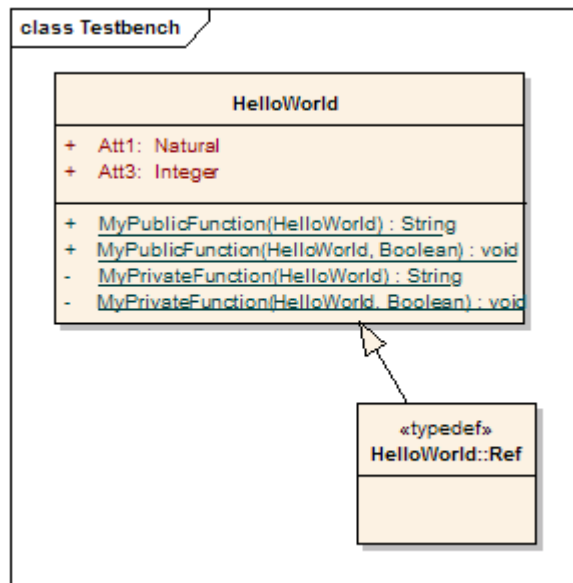 class Testbench
HelloWorld
+ Att1: Natural
+ Att3: Integer
+ MyPublicFunction(HelloWorld) : String
+ MyPublicFunction(HelloWorld, Boolean) : void
- MyPrivateFunction(HelloWorld) : String
- MyPrivateFunction(HelloWorld, Boolean) : void
«typedef»
HelloWorld::Ref